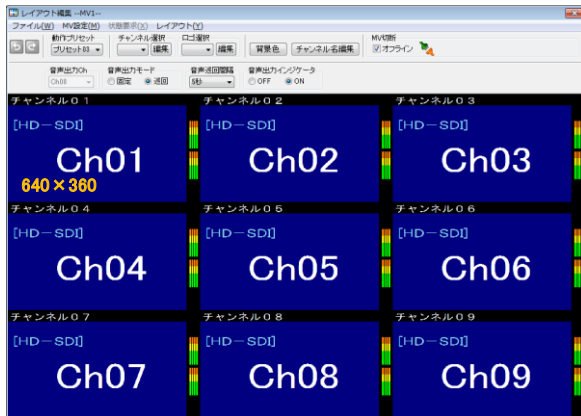 レイアウト編集 --MV1--
ファイル(W) MV設定(M) 状態要求(X) レイアウト(Y)
動作プリセット チャンネル選択 ロゴ選択 MV切断
プリセット03 編集 編集 背景色 チャンネル名編集 オフライン
音声出力Ch 音声出力モード 音声巡回間隔 音声出力インジケータ
Ch08 固定 巡回 5秒 OFF ON
チャンネル01 チャンネル02 チャンネル03
[HD-SDI] [HD-SDI] [HD-SDI]
Ch01 Ch02 Ch03
640×360
チャンネル04 チャンネル05 チャンネル06
[HD-SDI] [HD-SDI] [HD-SDI]
Ch04 Ch05 Ch06
チャンネル07 チャンネル08 チャンネル09
[HD-SDI] [HD-SDI] [HD-SDI]
Ch07 Ch08 Ch09